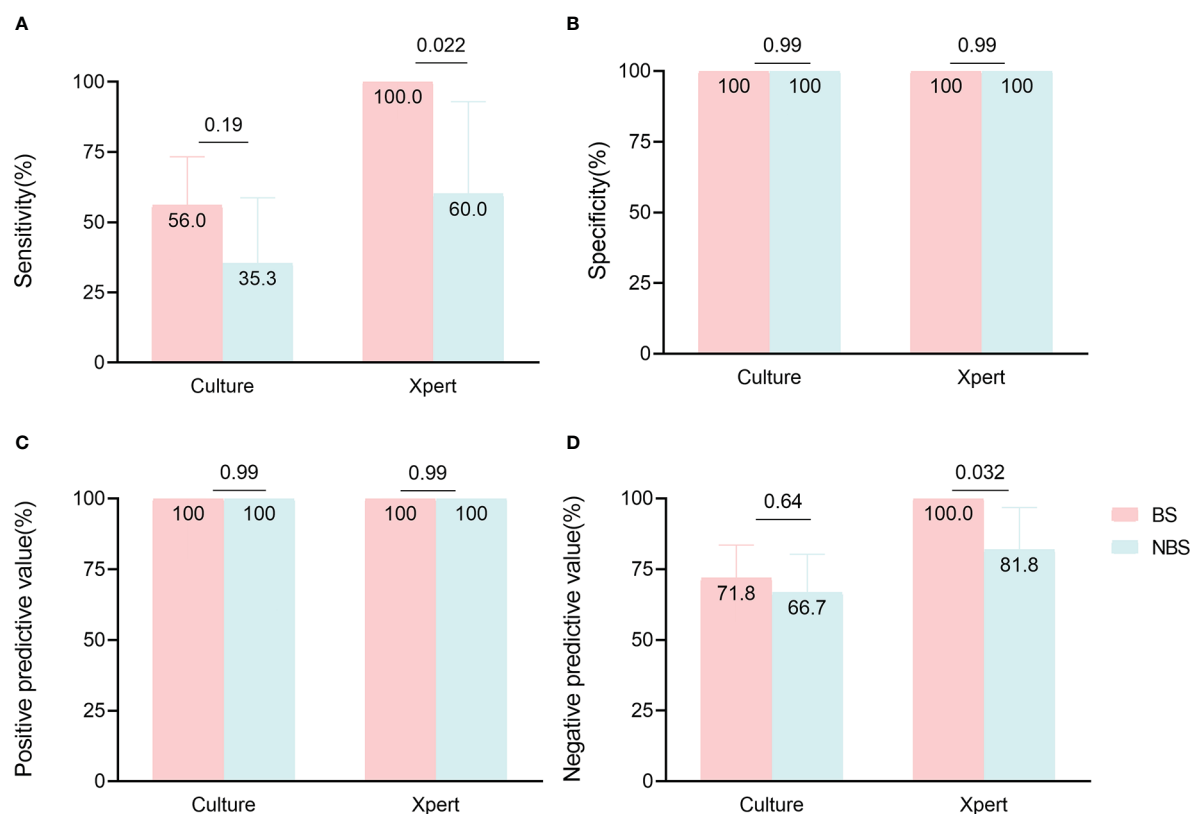 A
Sensitivity(%)
100
75
50
25
0
0.19
0.022
56.0
35.3
100.0
60.0
Culture
Xpert
B
Specificity(%)
100
75
50
25
0
0.99
0.99
100
100
100
100
Culture
Xpert
C
Positive predictive value(%)
100
75
50
25
0
0.99
0.99
100
100
100
100
Culture
Xpert
D
Negative predictive value(%)
100
75
50
25
0
0.64
0.032
71.8
66.7
100.0
81.8
Culture
Xpert
BS
NBS